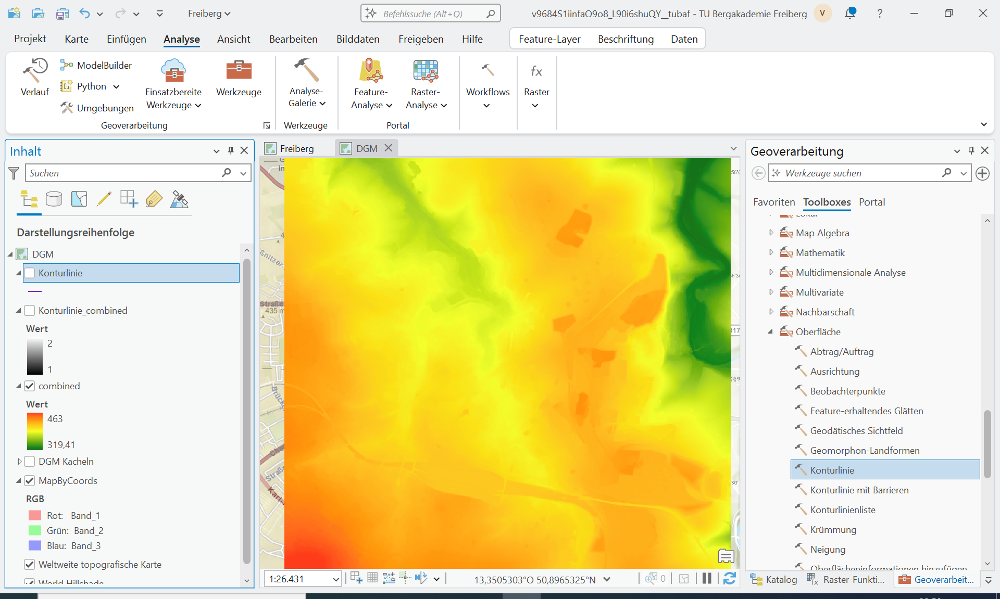 Freiberg
Befehlssuche (Alt+Q)
v9684S1iinfaO9o8_L90i6shuQY__tubaf - TU Bergakademie Freiberg
V
?
Projekt
Karte
Einfügen
Analyse
Ansicht
Bearbeiten
Bilddaten
Freigeben
Hilfe
Feature-Layer
Beschriftung
Daten
Verlauf
ModelBuilder
Python
Umgebungen
Einsatzbereite
Werkzeuge
Werkzeuge
Geoverarbeitung
Analyse-
Galerie
Werkzeuge
Feature-
Analyse
Raster-
Analyse
Portal
Workflows
fx
Raster
Inhalt
Suchen
Darstellungsreihenfolge
DGM
Konturlinie
Konturlinie_combined
Wert
2
1
combined
Wert
463
319,41
DGM Kacheln
MapByCoords
RGB
Rot: Band_1
Grün: Band_2
Blau: Band_3
Weltweite topografische Karte
World Hillshade
Freiberg
DGM
Straße
435 m
1:26.431
N
13,3505303°O 50,8965325°N
0
Geoverarbeitung
Werkzeuge suchen
Favoriten
Toolboxes
Portal
Lokal
Map Algebra
Mathematik
Multidimensionale Analyse
Multivariate
Nachbarschaft
Oberfläche
Abtrag/Auftrag
Ausrichtung
Beobachterpunkte
Feature-erhaltendes Glätten
Geodätisches Sichtfeld
Geomorphon-Landformen
Konturlinie
Konturlinie mit Barrieren
Konturlinienliste
Krümmung
Neigung
Oberflächeninformationen hinzufügen
Katalog
Raster-Funkti...
Geoverarbeit...